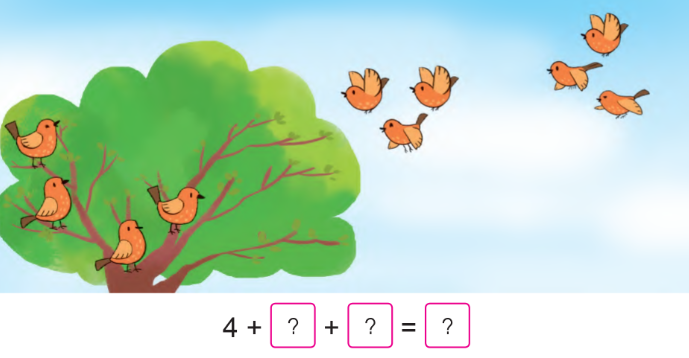 4 + ? + ? = ?